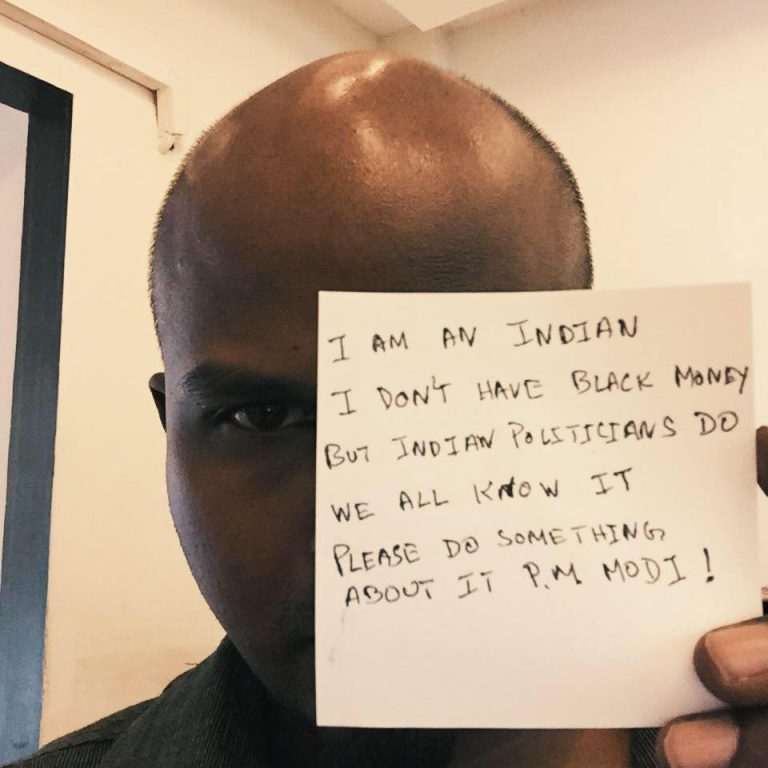 I AM AN INDIAN
I DON'T HAVE BLACK MONEY
BUT INDIAN POLITICIANS DO
WE ALL KNOW IT
PLEASE DO SOMETHING
ABOUT IT P.M MODI!